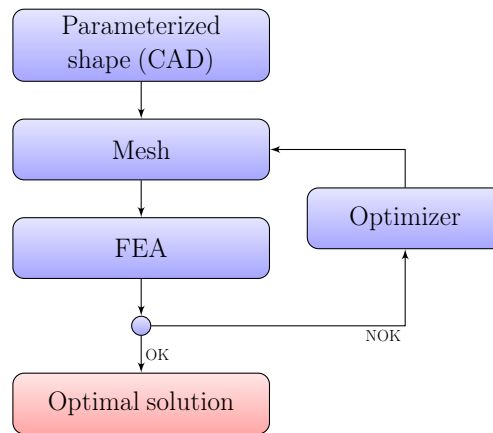 Parameterized
shape (CAD)
Mesh
Optimizer
FEA
NOK
OK
Optimal solution